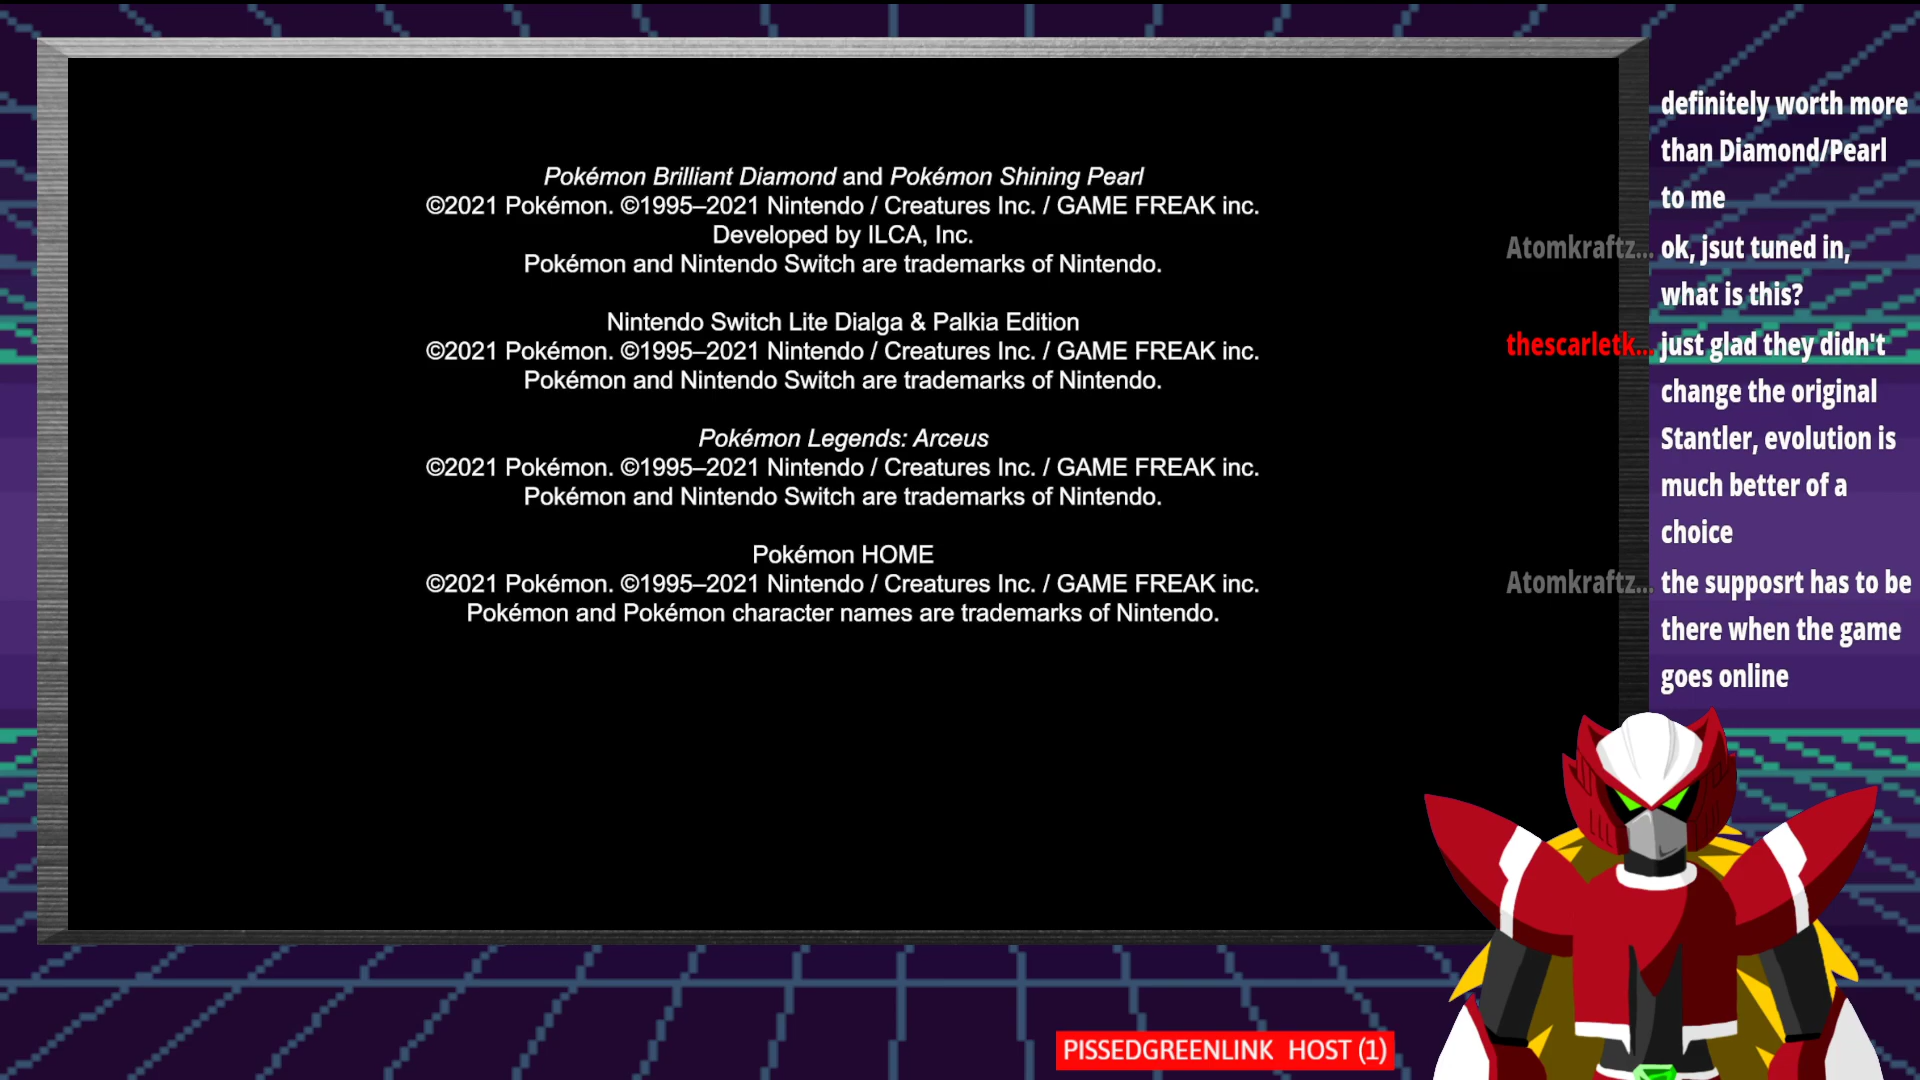 Pokémon Brilliant Diamond and Pokémon Shining Pearl
©2021 Pokémon. ©1995–2021 Nintendo / Creatures Inc. / GAME FREAK inc.
Developed by ILCA, Inc.
Pokémon and Nintendo Switch are trademarks of Nintendo.
Nintendo Switch Lite Dialga & Palkia Edition
©2021 Pokémon. ©1995–2021 Nintendo / Creatures Inc. / GAME FREAK inc.
Pokémon and Nintendo Switch are trademarks of Nintendo.
Pokémon Legends: Arceus
©2021 Pokémon. ©1995–2021 Nintendo / Creatures Inc. / GAME FREAK inc.
Pokémon and Nintendo Switch are trademarks of Nintendo.
Pokémon HOME
©2021 Pokémon. ©1995–2021 Nintendo / Creatures Inc. / GAME FREAK inc.
Pokémon and Pokémon character names are trademarks of Nintendo.
definitely worth more
than Diamond/Pearl
to me
Atomkraftz... ok, jsut tuned in,
what is this?
thescarletk... just glad they didn't
change the original
Stantler, evolution is
much better of a
choice
Atomkraftz... the supposrt has to be
there when the game
goes online
PISSEDGREENLINK HOST (1)